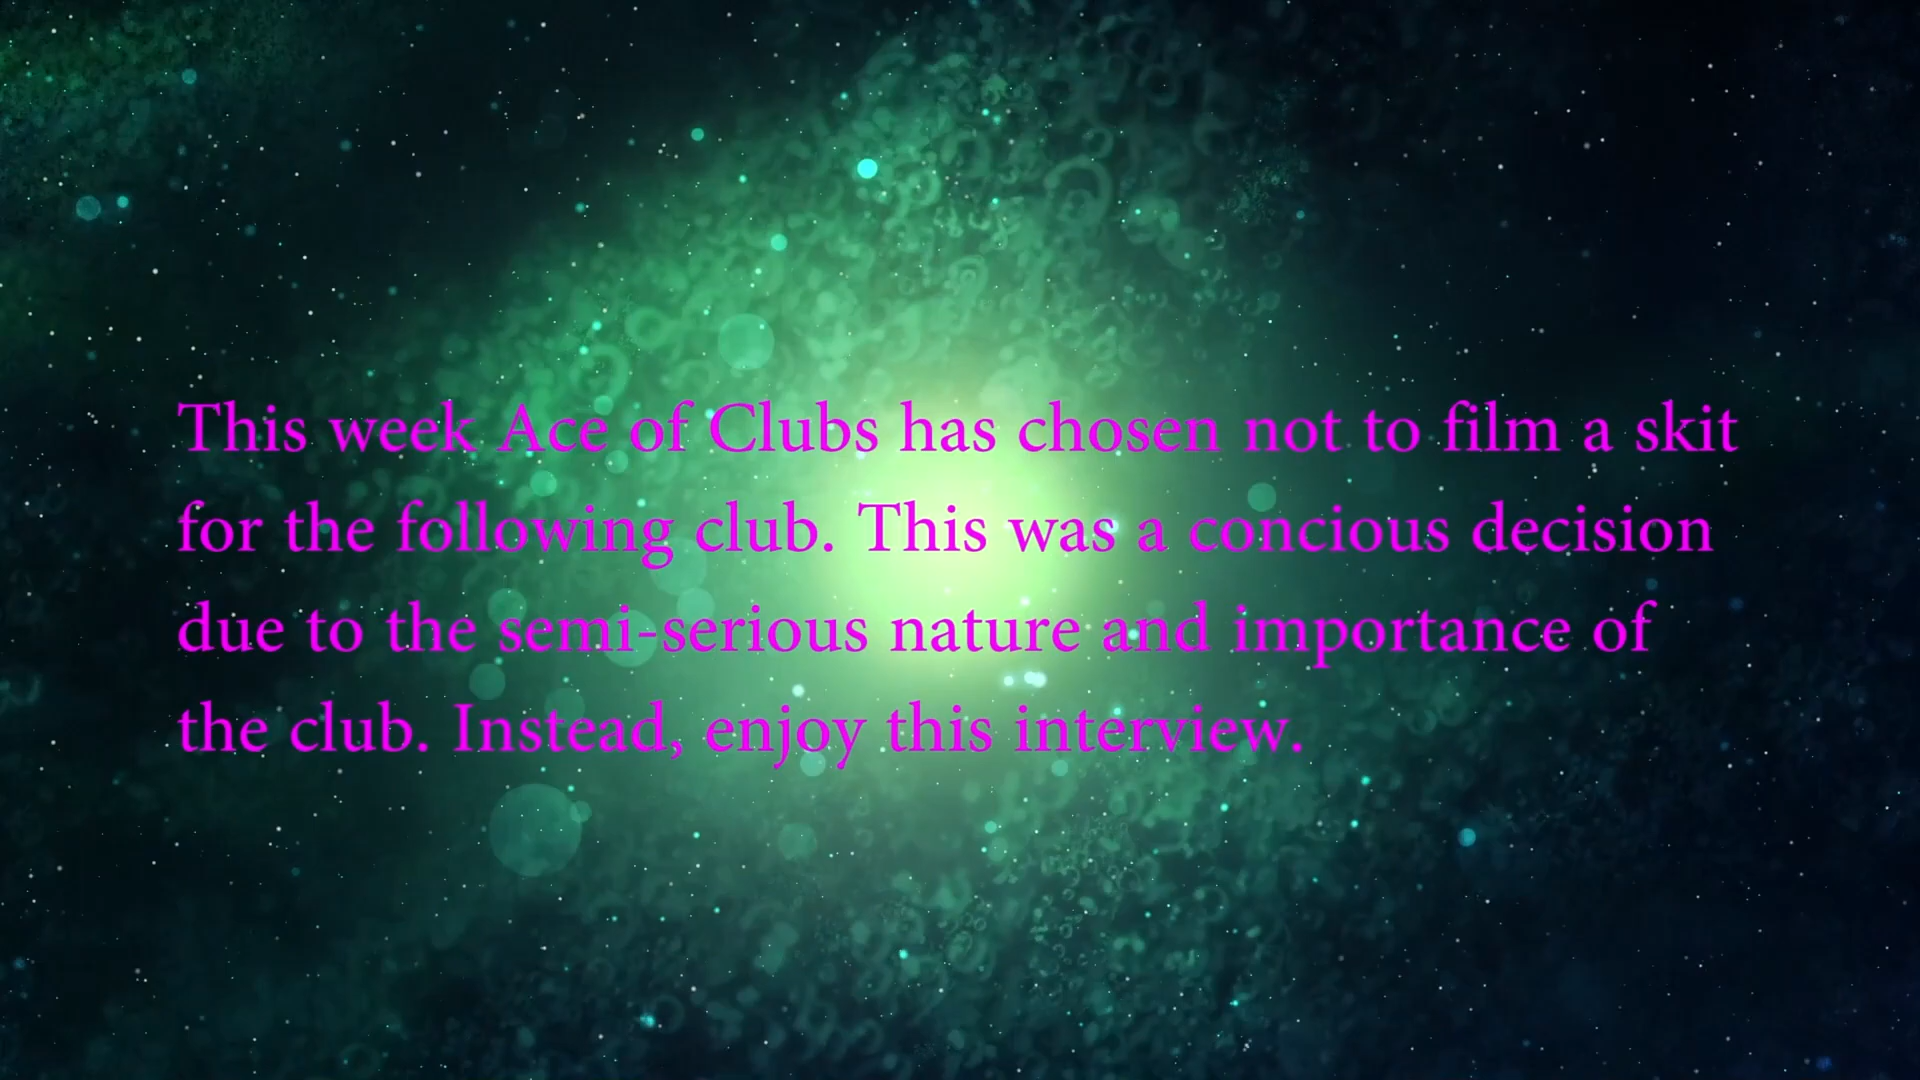 This week Ace of Clubs has chosen not to film a skit
for the following club. This was a concious decision
due to the semi-serious nature and importance of
the club. Instead, enjoy this interview.